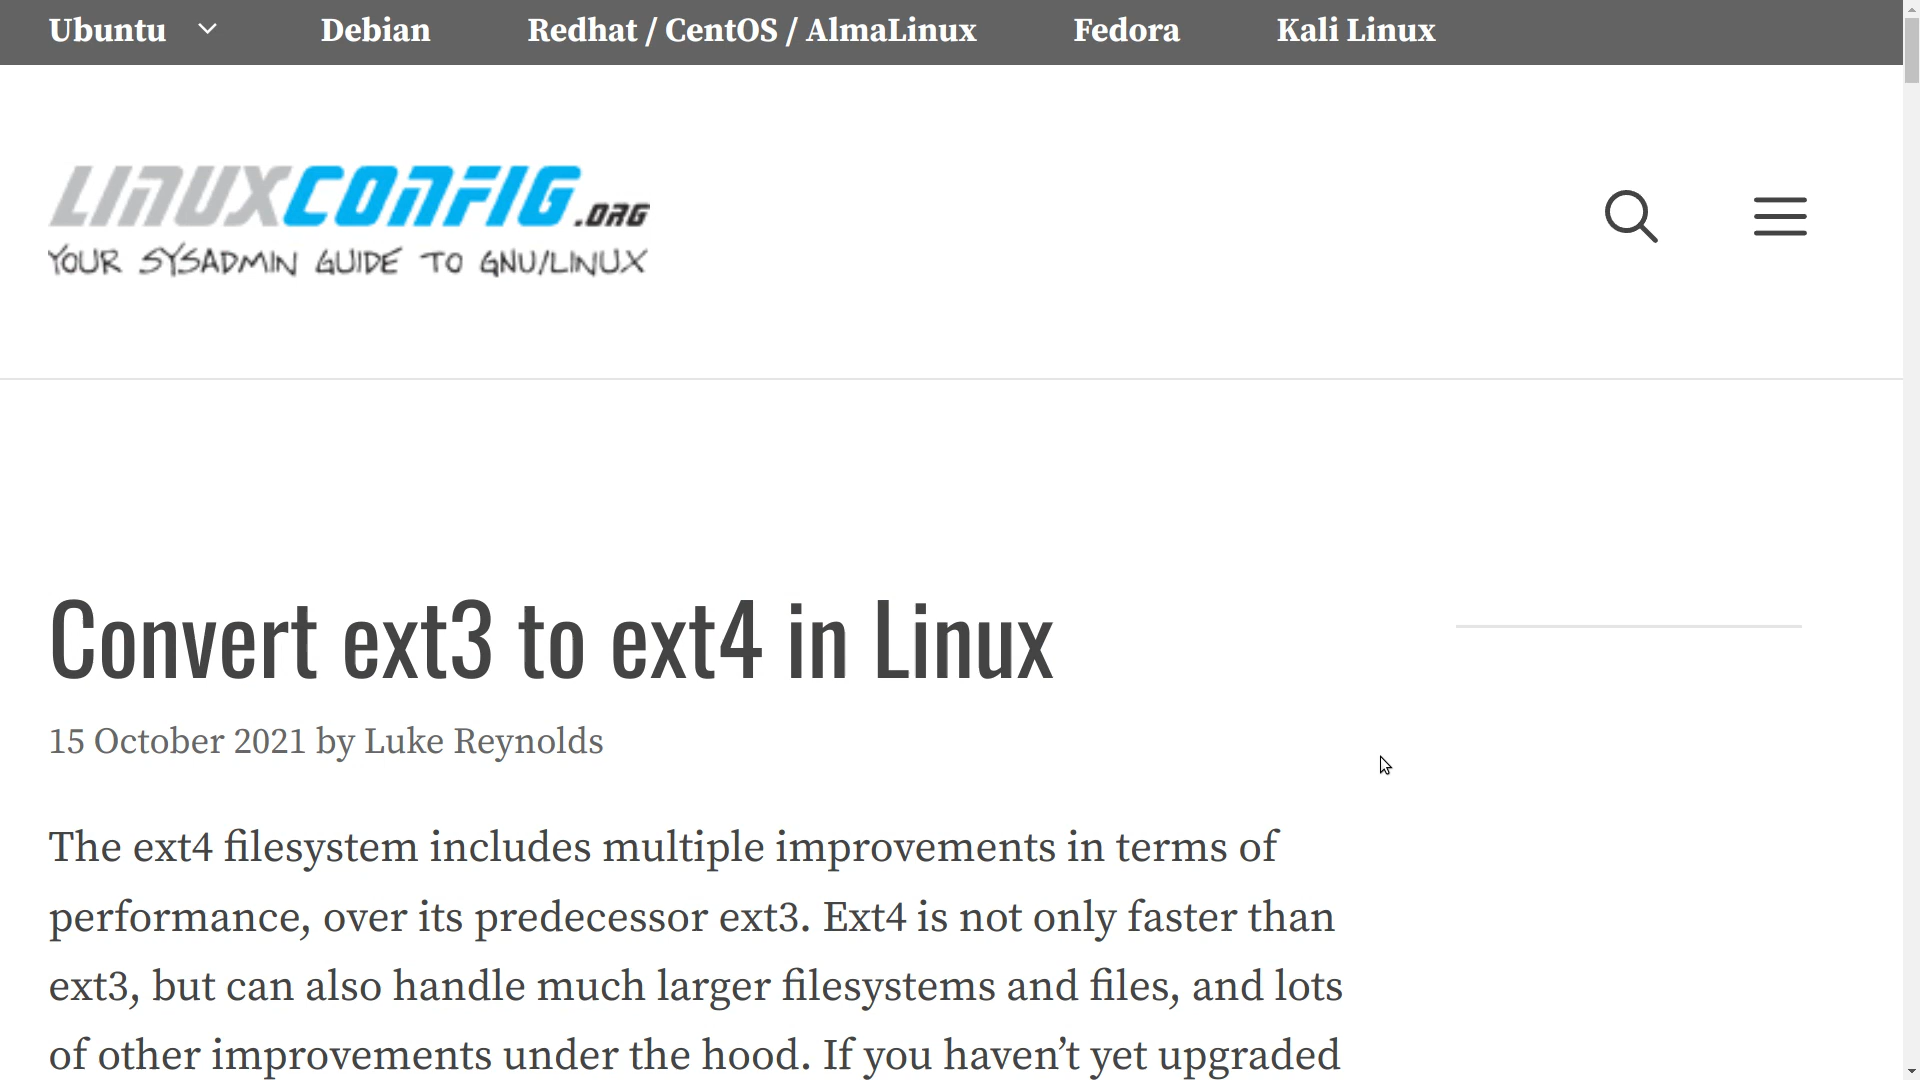 Ubuntu Debian Redhat / CentOS / AlmaLinux Fedora Kali Linux
LINUXCONFIG.ORG
YOUR SYSADMIN GUIDE TO GNU/LINUX
Convert ext3 to ext4 in Linux
15 October 2021 by Luke Reynolds
The ext4 filesystem includes multiple improvements in terms of
performance, over its predecessor ext3. Ext4 is not only faster than
ext3, but can also handle much larger filesystems and files, and lots
of other improvements under the hood. If you haven’t yet upgraded